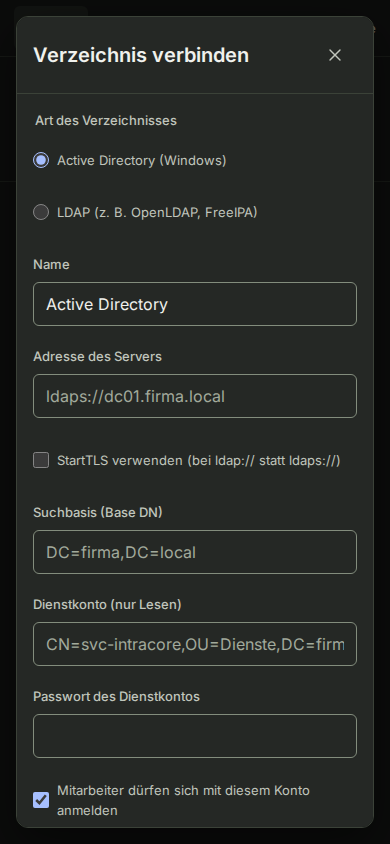 Verzeichnis verbinden
Art des Verzeichnisses
Active Directory (Windows)
LDAP (z. B. OpenLDAP, FreeIPA)
Name
Active Directory
Adresse des Servers
ldaps://dc01.firma.local
StartTLS verwenden (bei ldap:// statt ldaps://)
Suchbasis (Base DN)
DC=firma,DC=local
Dienstkonto (nur Lesen)
CN=svc-intracore,OU=Dienste,DC=firm
Passwort des Dienstkontos
Mitarbeiter dürfen sich mit diesem Konto
anmelden